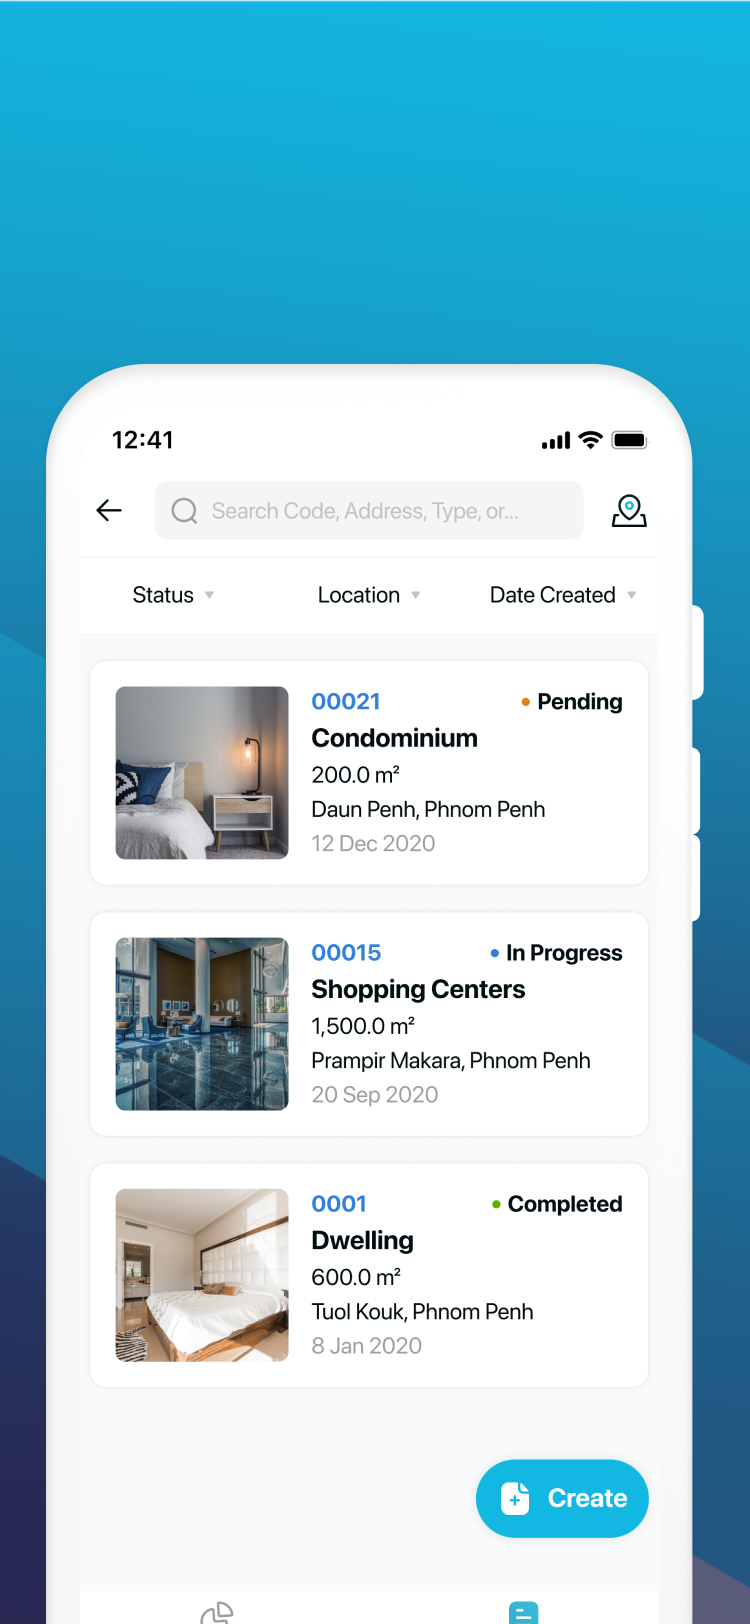 12:41
Search Code, Address, Type, or...
Status
Location
Date Created
00021
Pending
Condominium
200.0 m²
Daun Penh, Phnom Penh
12 Dec 2020
00015
In Progress
Shopping Centers
1,500.0 m²
Prampir Makara, Phnom Penh
20 Sep 2020
0001
Completed
Dwelling
600.0 m²
Tuol Kouk, Phnom Penh
8 Jan 2020
Create